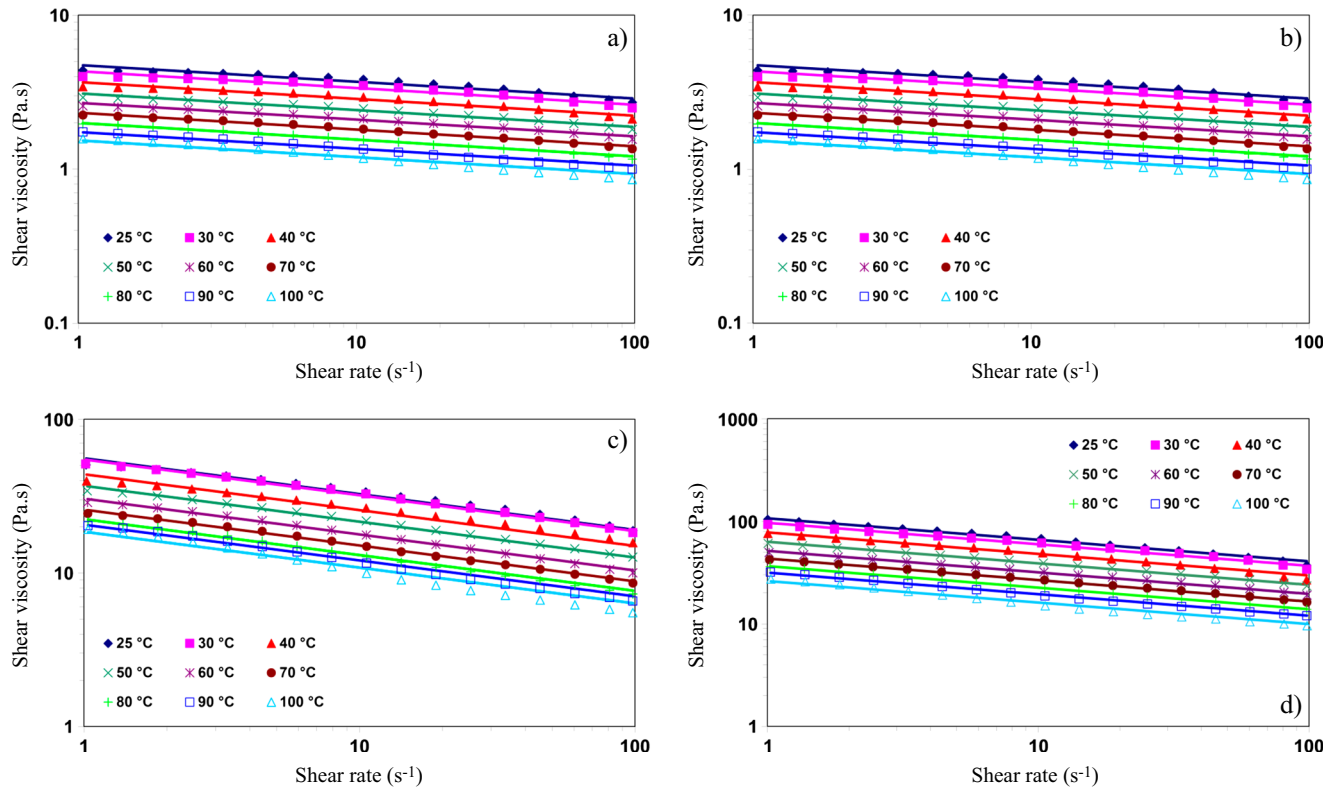 a)
Shear viscosity (Pa.s)
10
1
0.1
25 °C 30 °C 40 °C
50 °C 60 °C 70 °C
80 °C 90 °C 100 °C
1 10 100
Shear rate (s-1)
b)
Shear viscosity (Pa.s)
10
1
0.1
25 °C 30 °C 40 °C
50 °C 60 °C 70 °C
80 °C 90 °C 100 °C
1 10 100
Shear rate (s-1)
c)
Shear viscosity (Pa.s)
100
10
1
25 °C 30 °C 40 °C
50 °C 60 °C 70 °C
80 °C 90 °C 100 °C
1 10 100
Shear rate (s-1)
Shear viscosity (Pa.s)
1000
100
10
1
25 °C 30 °C 40 °C
50 °C 60 °C 70 °C
80 °C 90 °C 100 °C
d)
1 10 100
Shear rate (s-1)